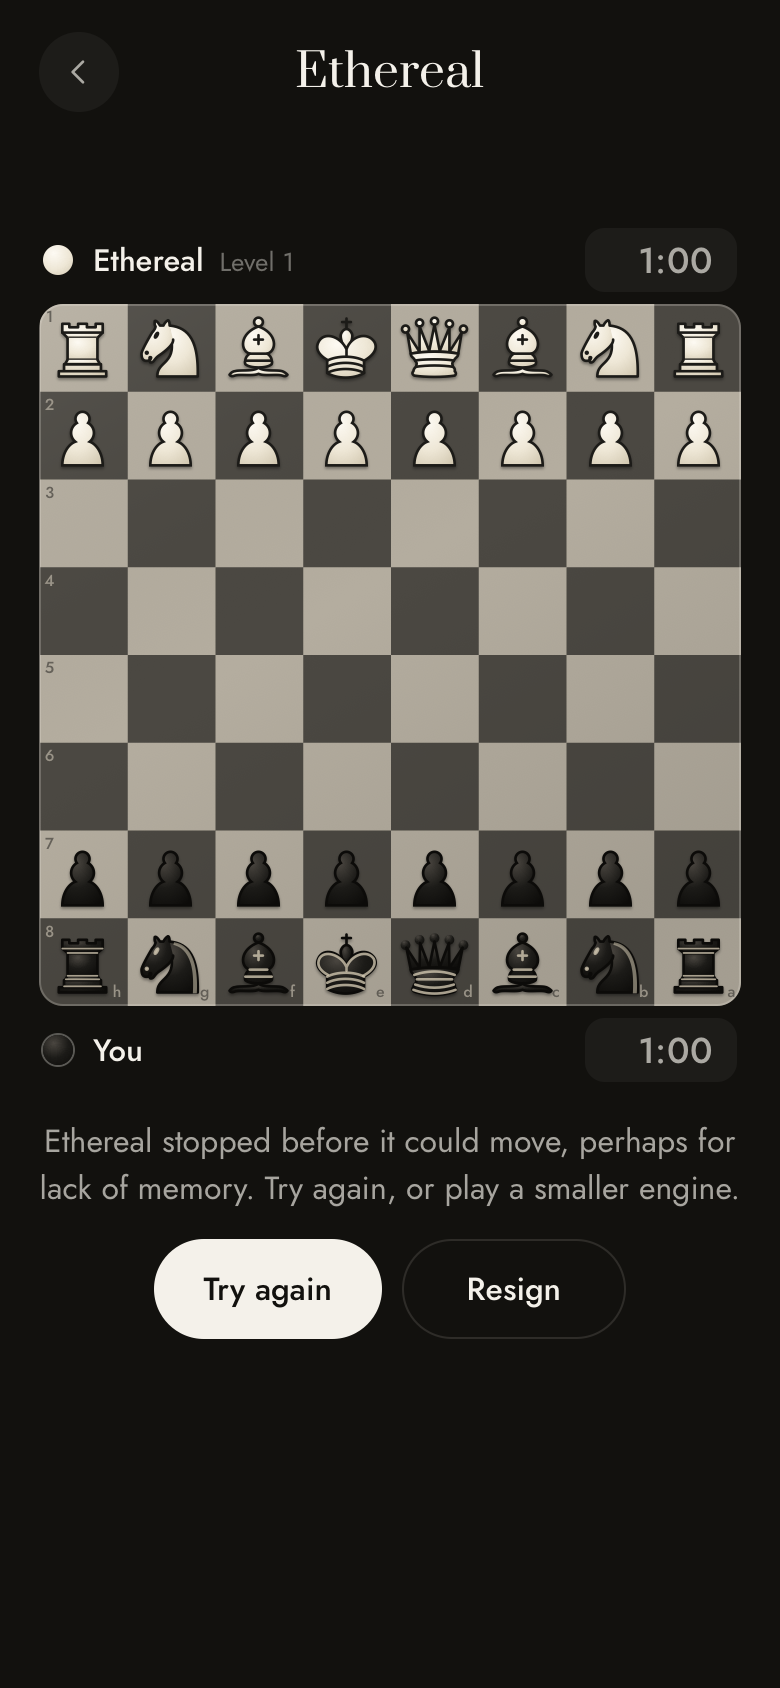 Ethereal
Ethereal Level 1 1:00
1
2
3
4
5
6
7
8
h g f e d c b a
You 1:00
Ethereal stopped before it could move, perhaps for
lack of memory. Try again, or play a smaller engine.
Try again Resign